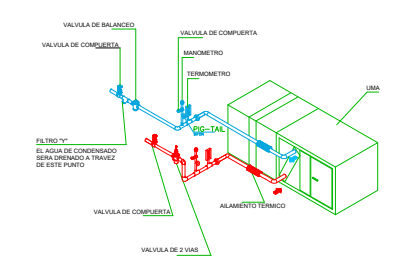 VALVULA DE BALANCEO
VALVULA DE COMPUERTA
VALVULA DE COMPUERTA
MANOMETRO
TERMOMETRO
UMA
PIG-TAIL
FILTRO "Y"
EL AGUA DE CONDENSADO
SERA DRENADO A TRAVEZ
DE ESTE PUNTO
AILAMIENTO TERMICO
VALVULA DE COMPUERTA
VALVULA DE 2 VIAS